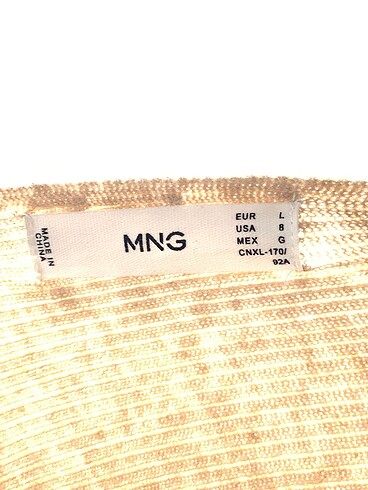 MADE IN
CHINA
MNG
EUR L
USA 8
MEX G
CNXL-170/
92A